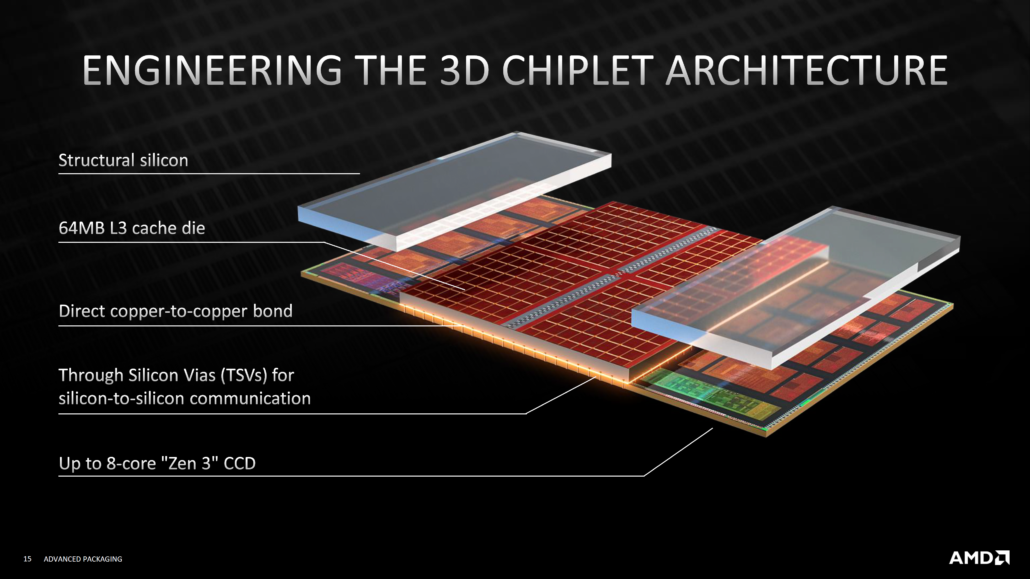 ENGINEERING THE 3D CHIPLET ARCHITECTURE
Structural silicon
64MB L3 cache die
Direct copper-to-copper bond
Through Silicon Vias (TSVs) for
silicon-to-silicon communication
Up to 8-core "Zen 3" CCD
15 ADVANCED PACKAGING
AMD